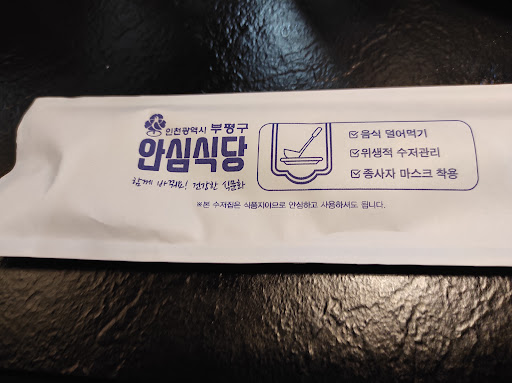 인천광역시 부평구
안심식당
함께 바꿔요! 건강한 식문화
☑ 음식 덜어먹기
☑ 위생적 수저관리
☑ 종사자 마스크 착용
※본 수저집은 식품지이므로 안심하고 사용하셔도 됩니다.